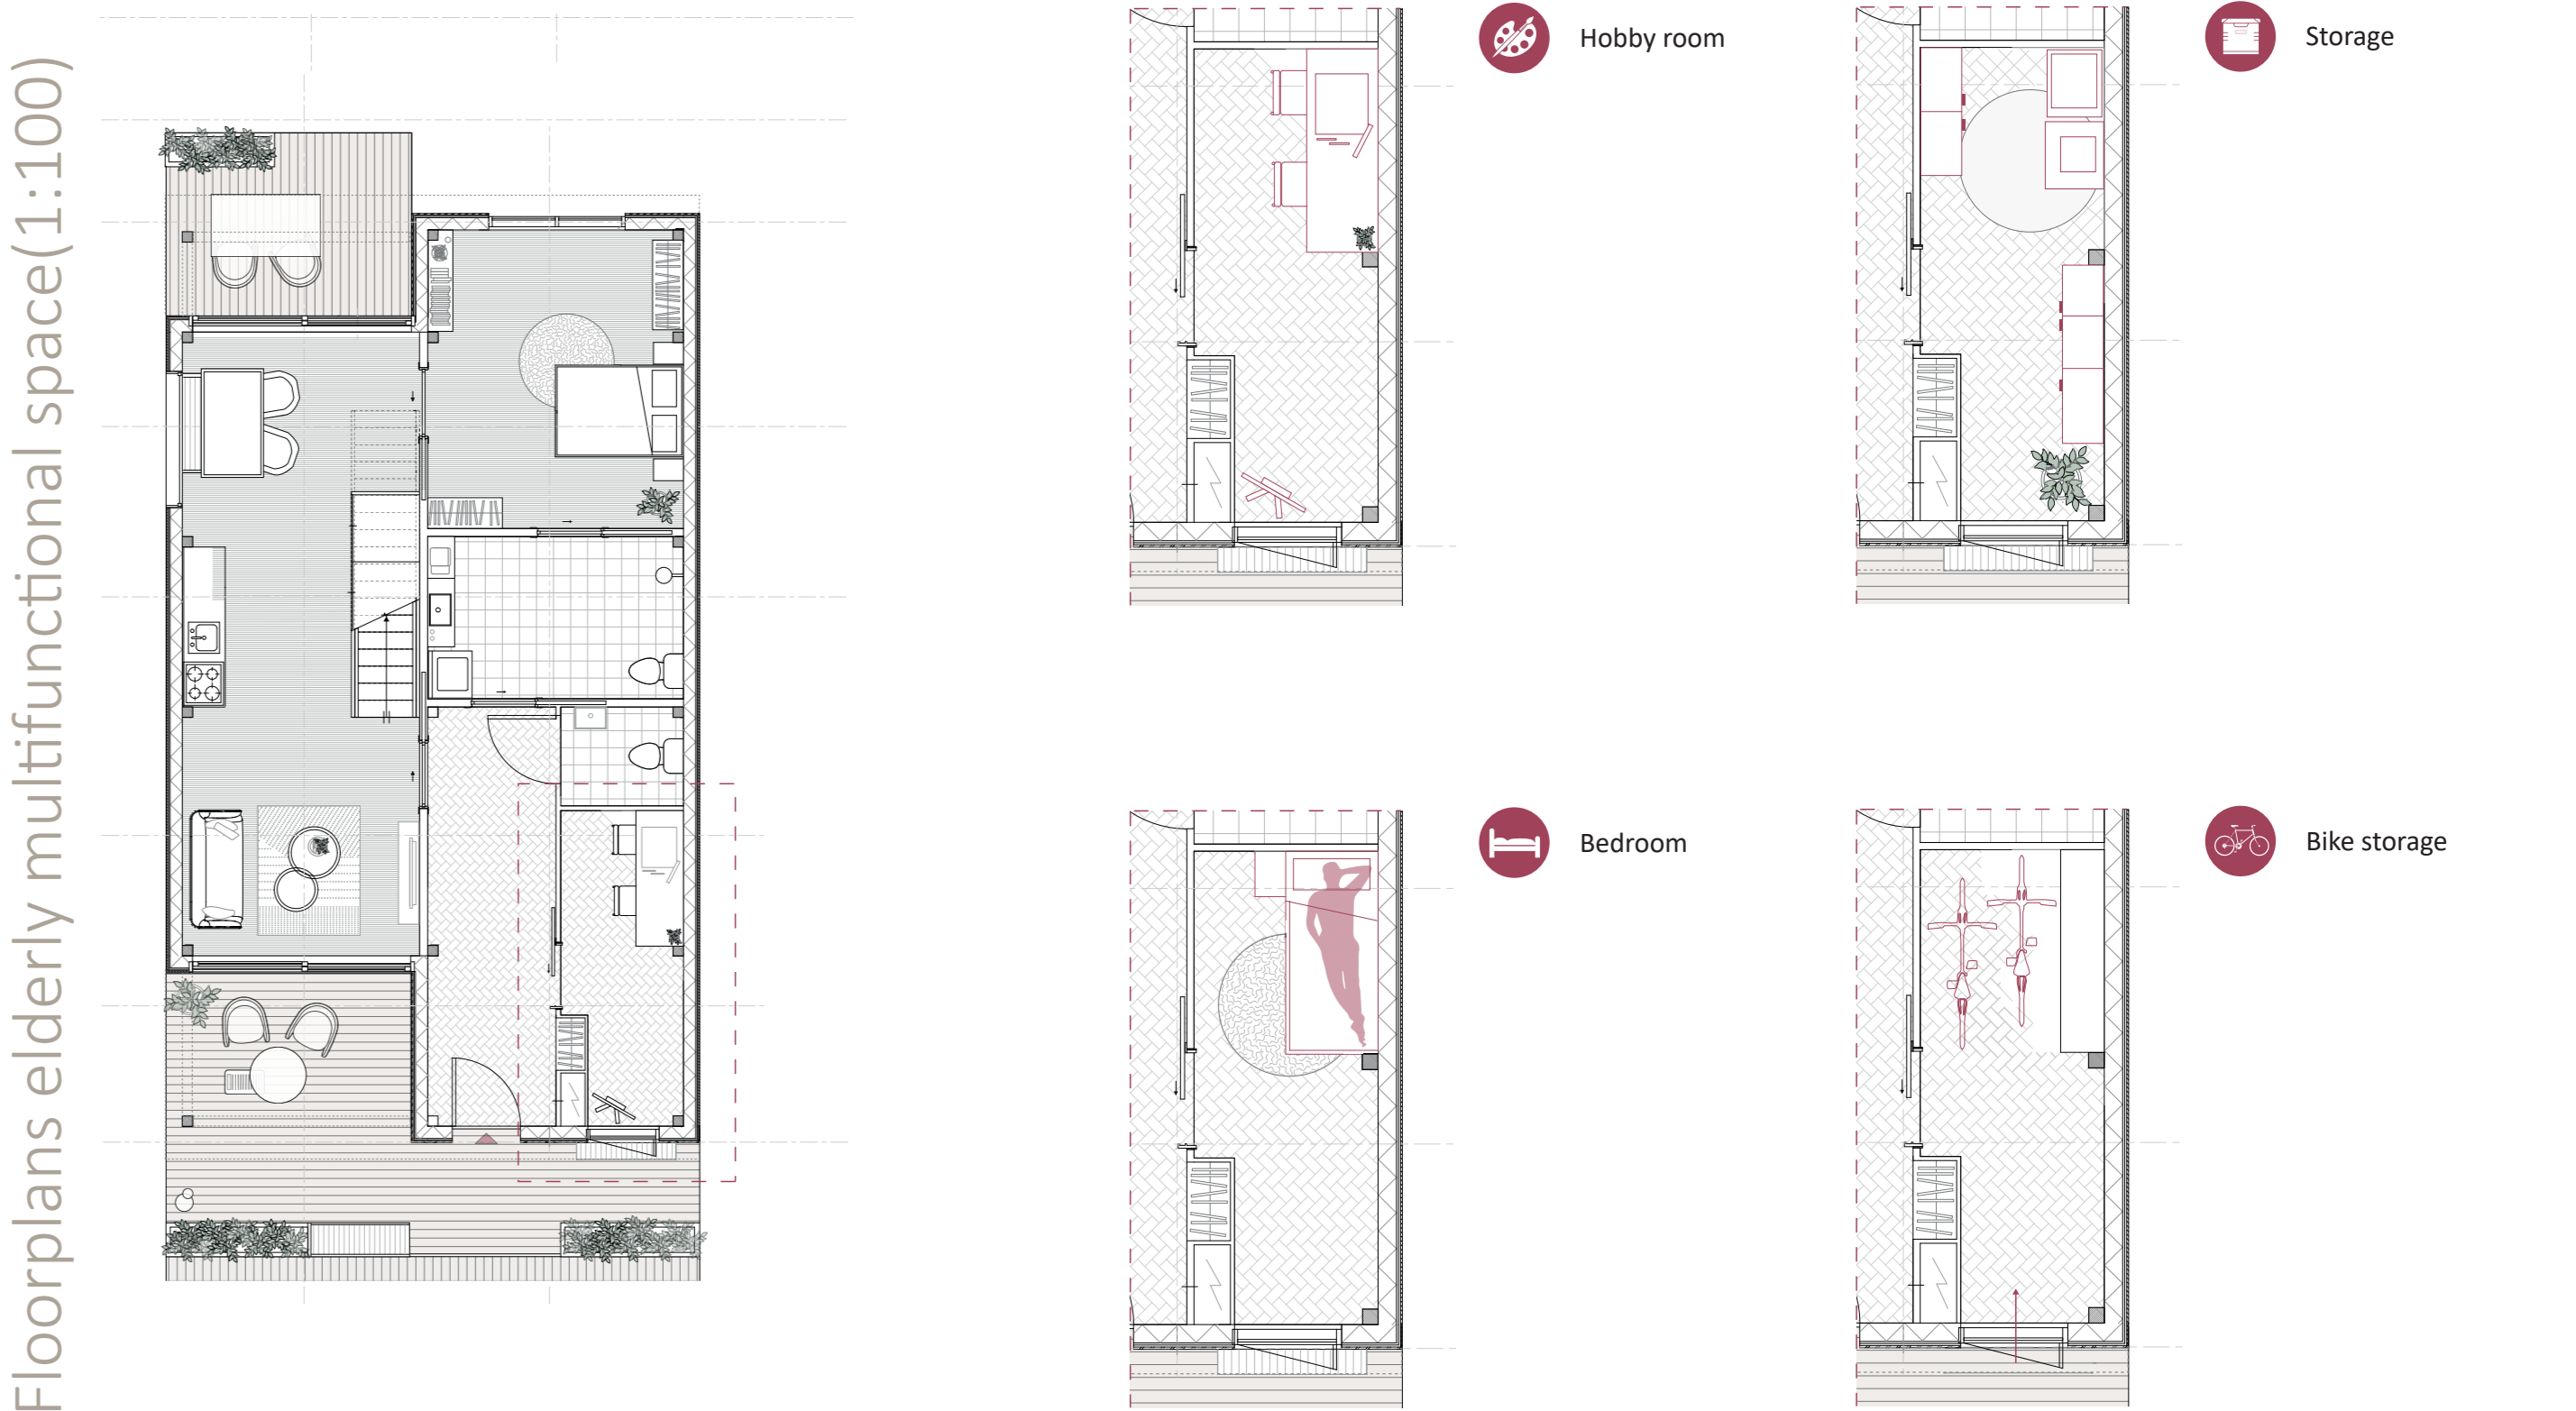 Floorplans elderly multifunctional space(1:100)
Hobby room
Storage
Bedroom
Bike storage